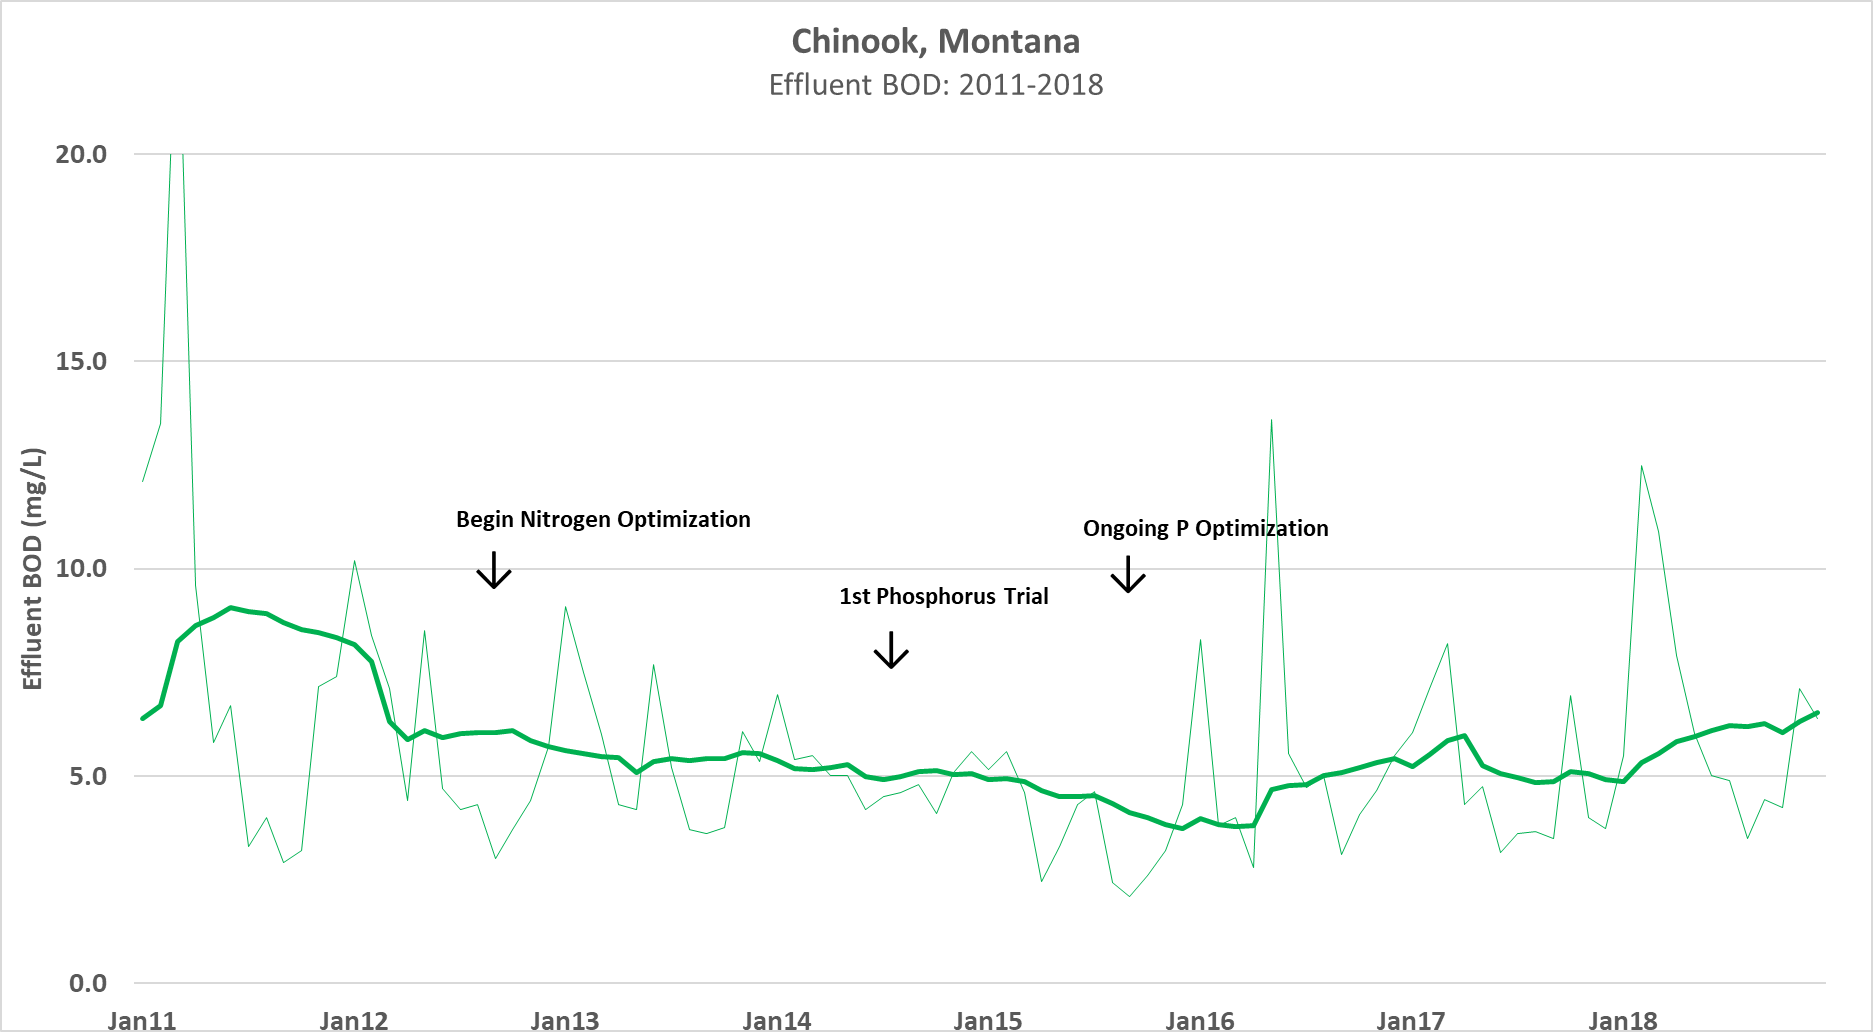 Chinook, Montana
Effluent BOD: 2011-2018
20.0
15.0
10.0
5.0
0.0
Effluent BOD (mg/L)
Begin Nitrogen Optimization
1st Phosphorus Trial
Ongoing P Optimization
Jan11
Jan12
Jan13
Jan14
Jan15
Jan16
Jan17
Jan18